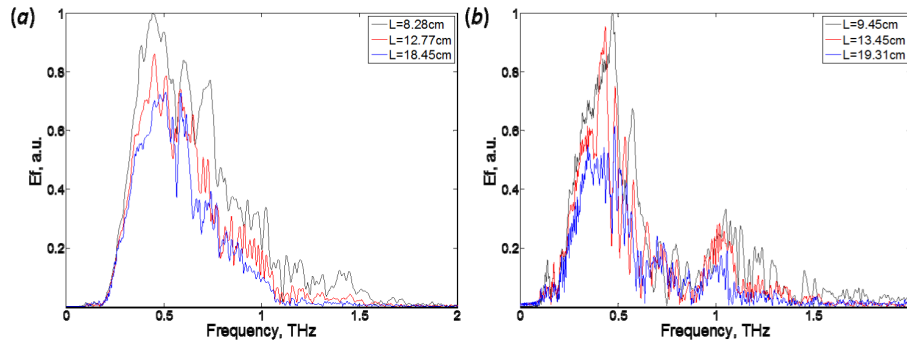 (a)
L=8.28cm
L=12.77cm
L=18.45cm
1
0.8
0.6
0.4
0.2
Ef, a.u.
0
0.5
1
1.5
2
Frequency, THz
(b)
L=9.45cm
L=13.45cm
L=19.31cm
1
0.8
0.6
0.4
0.2
Ef, a.u.
0
0.5
1
1.5
Frequency, THz